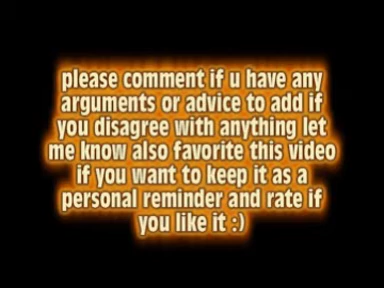 please comment if u have any
arguments or advice to add if
you disagree with anything let
me know also favorite this video
if you want to keep it as a
personal reminder and rate if
you like it :)